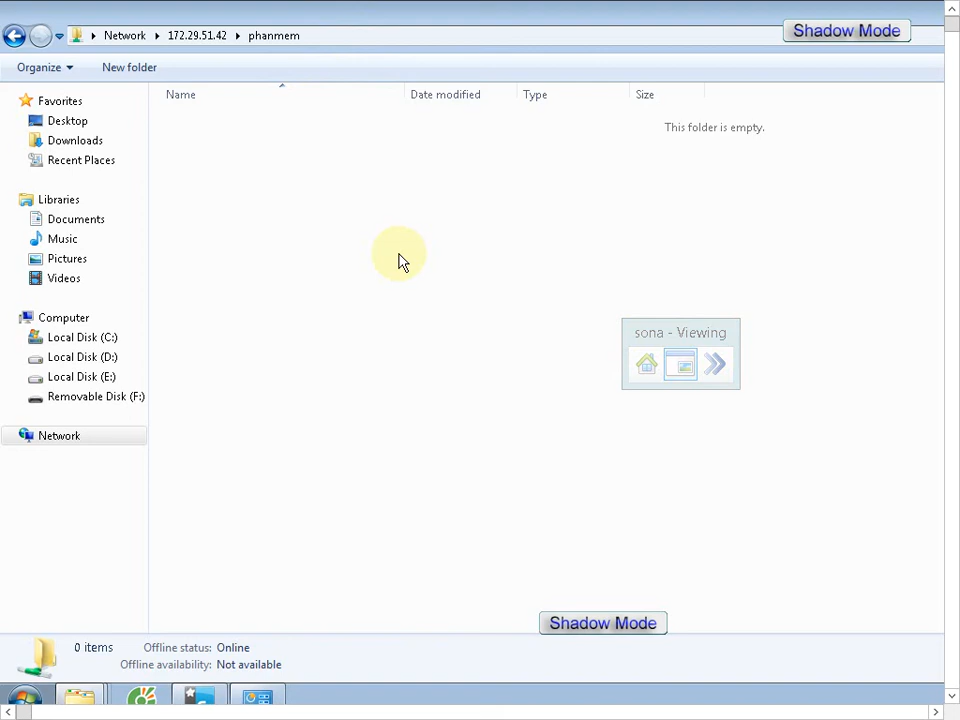 Network 172.29.51.42 phanmem
Shadow Mode
Organize
New folder
Name
Date modified
Type
Size
This folder is empty.
Favorites
Desktop
Downloads
Recent Places
Libraries
Documents
Music
Pictures
Videos
Computer
Local Disk (C:)
Local Disk (D:)
Local Disk (E:)
Removable Disk (F:)
Network
sona - Viewing
Shadow Mode
0 items
Offline status: Online
Offline availability: Not available